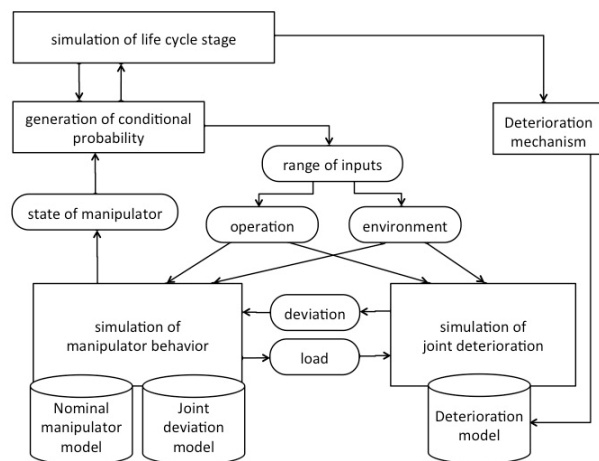 simulation of life cycle stage
generation of conditional
probability
Deterioration
mechanism
range of inputs
state of manipulator
operation
environment
simulation of
manipulator behavior
deviation
load
simulation of
joint deterioration
Nominal
manipulator
model
Joint
deviation
model
Deterioration
model